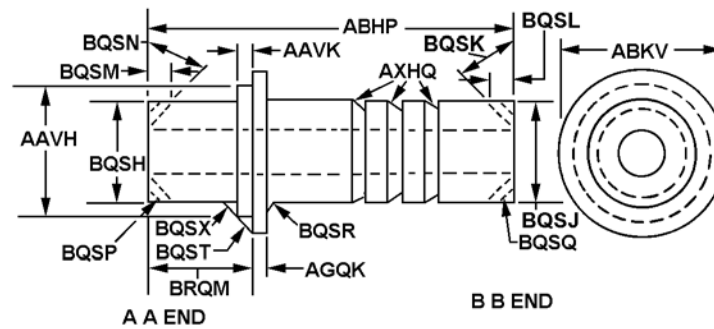 ABHP
BQSL
BQSN
AAVK
BQSK
ABKV
BQSM
AXHQ
AAVH
BQSH
BQSX
BQSR
BQSJ
BQSP
BQST
BQSQ
BRQM
AGQK
A A END
B B END